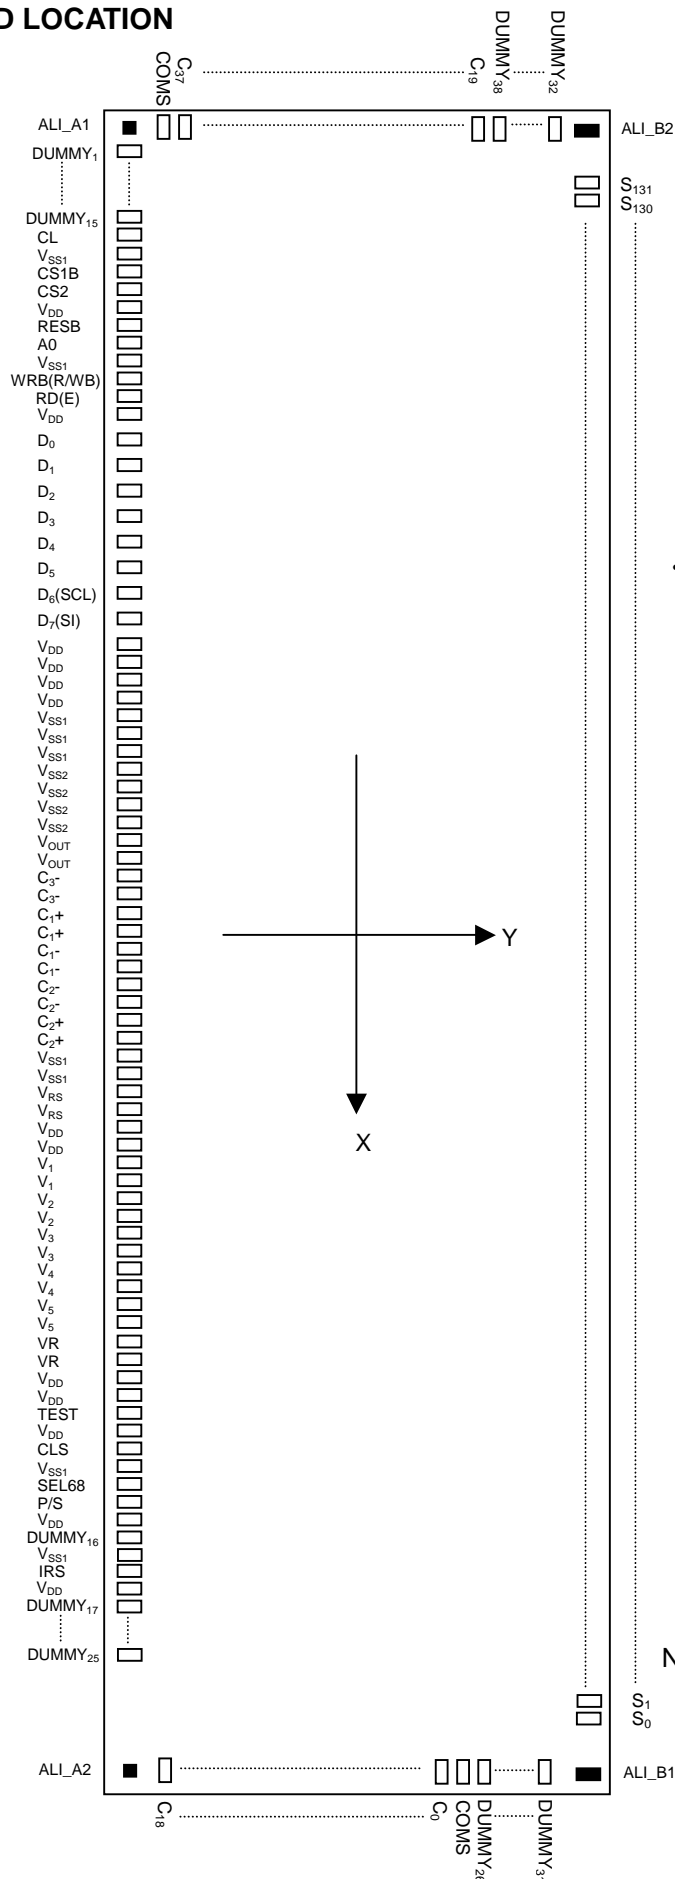 D LOCATION
COMS C37 C19 DUMMY38 DUMMY32
ALI_A1
ALI_B2
DUMMY1
S131
S130
DUMMY15
CL
VSS1
CS1B
CS2
VDD
RESB
A0
VSS1
WRB(R/WB)
RD(E)
VDD
D0
D1
D2
D3
D4
D5
D6(SCL)
D7(SI)
VDD
VDD
VDD
VDD
VSS1
VSS1
VSS1
VSS2
VSS2
VSS2
VSS2
VOUT
VOUT
C3-
C3-
C1+
C1+
Y
C1-
C1-
C2-
C2-
C2+
C2+
VSS1
VSS1
VRS
VRS
VDD
VDD
X
V1
V1
V2
V2
V3
V3
V4
V4
V5
V5
VR
VR
VDD
VDD
TEST
VDD
CLS
VSS1
SEL68
P/S
VDD
DUMMY16
VSS1
IRS
VDD
DUMMY17
DUMMY25
N
S1
S0
ALI_A2
ALI_B1
C18 C0 COMS DUMMY26